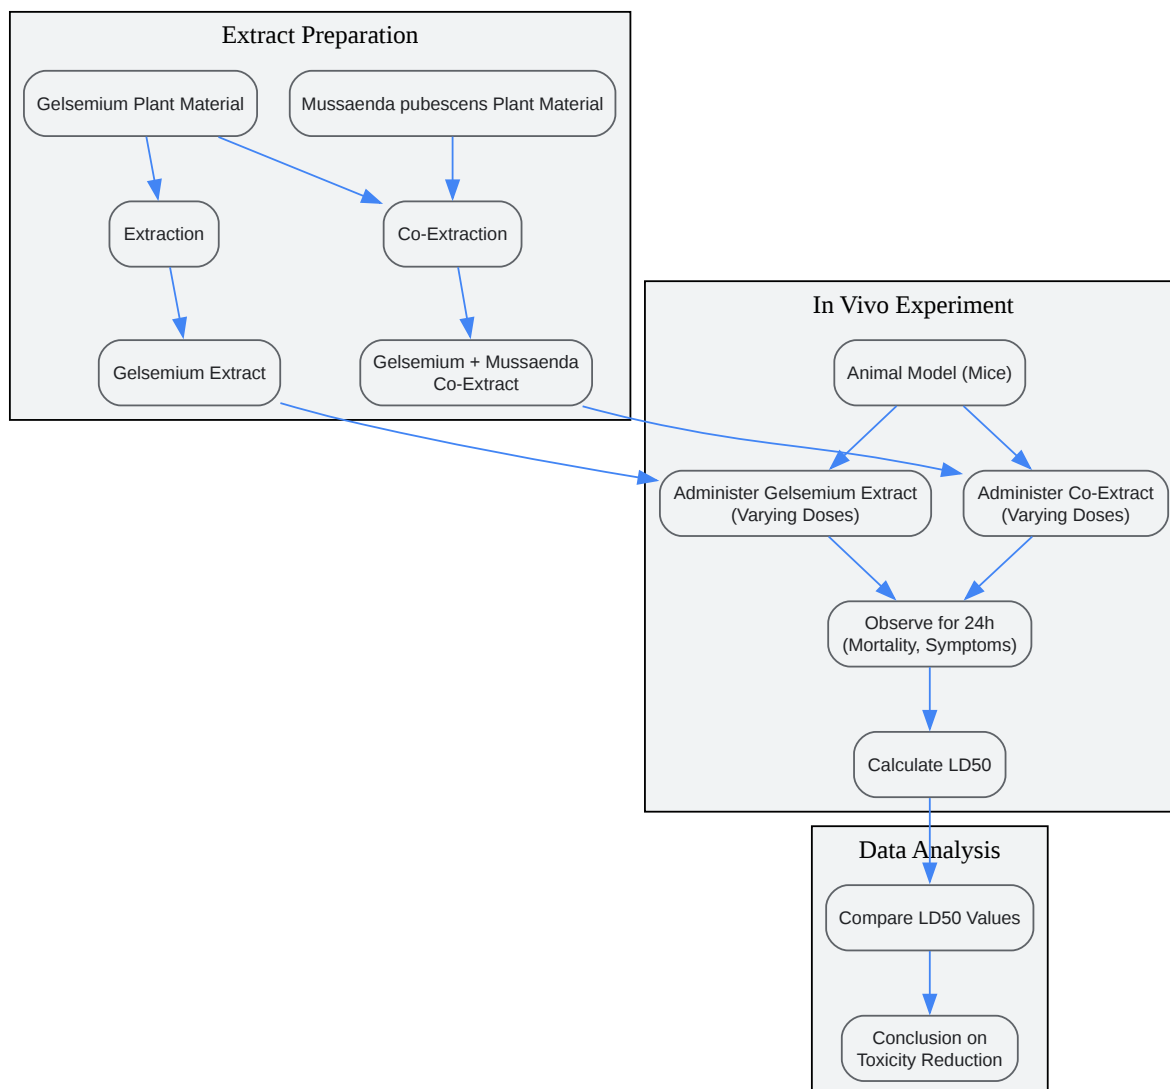 Extract Preparation
Gelsemium Plant Material
Mussaenda pubescens Plant Material
Extraction
Co-Extraction
Gelsemium Extract
Gelsemium + Mussaenda
Co-Extract
In Vivo Experiment
Animal Model (Mice)
Administer Gelsemium Extract
(Varying Doses)
Administer Co-Extract
(Varying Doses)
Observe for 24h
(Mortality, Symptoms)
Calculate LD50
Data Analysis
Compare LD50 Values
Conclusion on
Toxicity Reduction